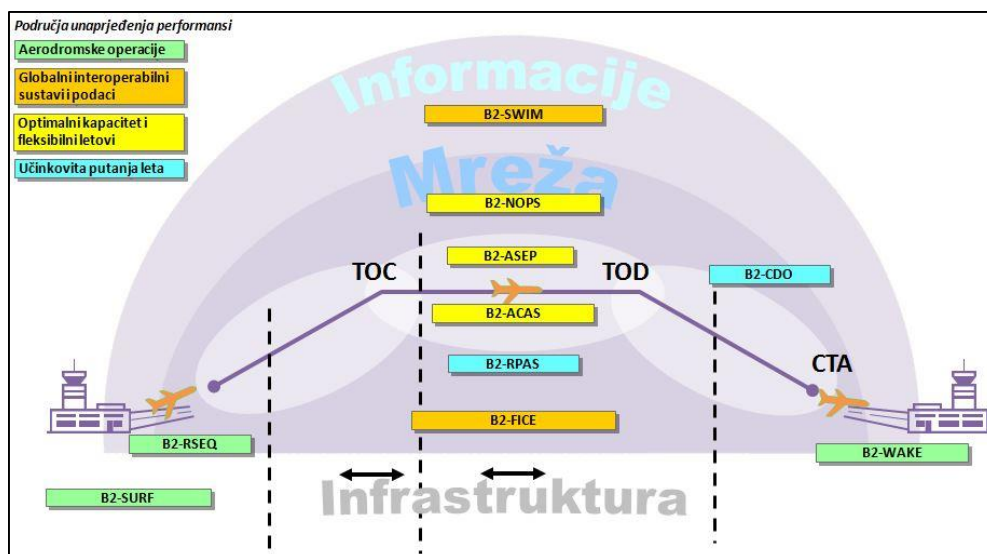 Područja unaprjeđenja performansi
Aerodromske operacije
Globalni interoperabilni
sustavi i podaci
Optimalni kapacitet i
fleksibilni letovi
Učinkovita putanja leta
Informacije
B2-SWIM
Mreža
B2-NOPS
B2-ASEP
TOC
TOD
B2-CDO
B2-ACAS
B2-RPAS
CTA
B2-FICE
B2-RSEQ
B2-WAKE
B2-SURF
Infrastruktura